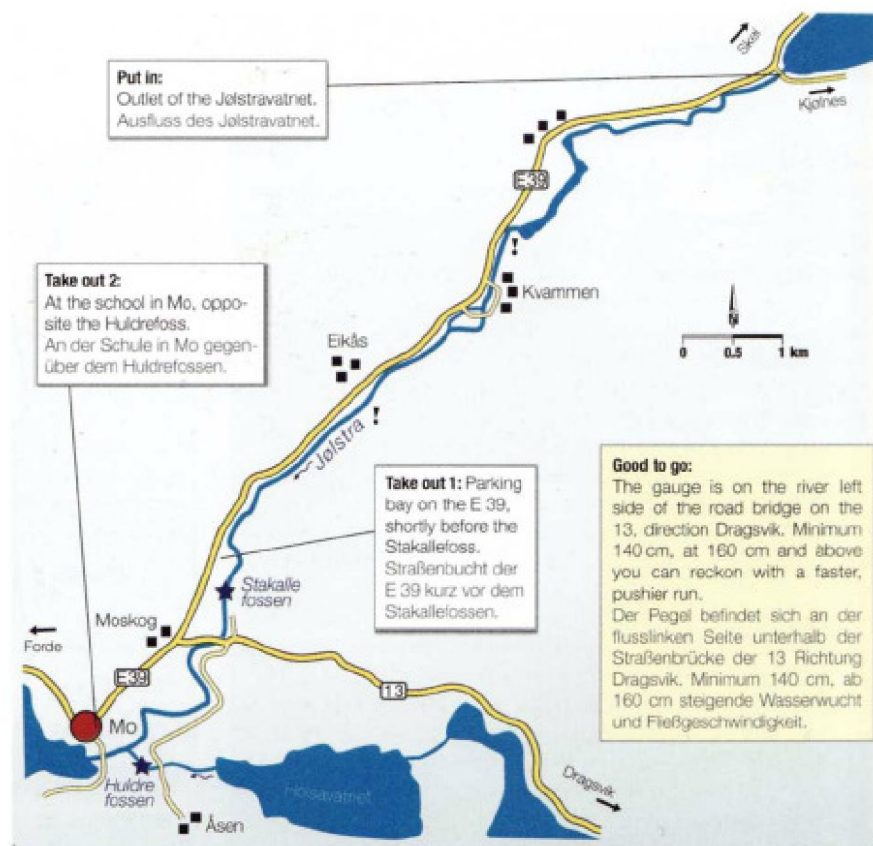 Skei
Put in:
Outlet of the Jølstravatnet.
Ausfluss des Jølstravatnet.
Kjølnes
E39
Take out 2:
At the school in Mo, oppo-
site the Huldrefoss.
An der Schule in Mo gegen-
über dem Huldrefossen.
!
Kvammen
N
0 0.5 1 km
Eikås
!
Jølstra
Take out 1: Parking
bay on the E 39,
shortly before the
Stakallefoss.
Straßenbucht der
E 39 kurz vor dem
Stakallefossen.
Good to go:
The gauge is on the river left
side of the road bridge on the
13, direction Dragsvik. Minimum
140 cm, at 160 cm and above
you can reckon with a faster,
pushier run.
Der Pegel befindet sich an der
flusslinken Seite unterhalb der
Straßenbrücke der 13 Richtung
Dragsvik. Minimum 140 cm, ab
160 cm steigende Wasserwucht
und Fließgeschwindigkeit.
Stakalle
fossen
Moskog
Forde
E39
13
Mo
Huldre
fossen
Holsavatnet
Dragsvik
Åsen